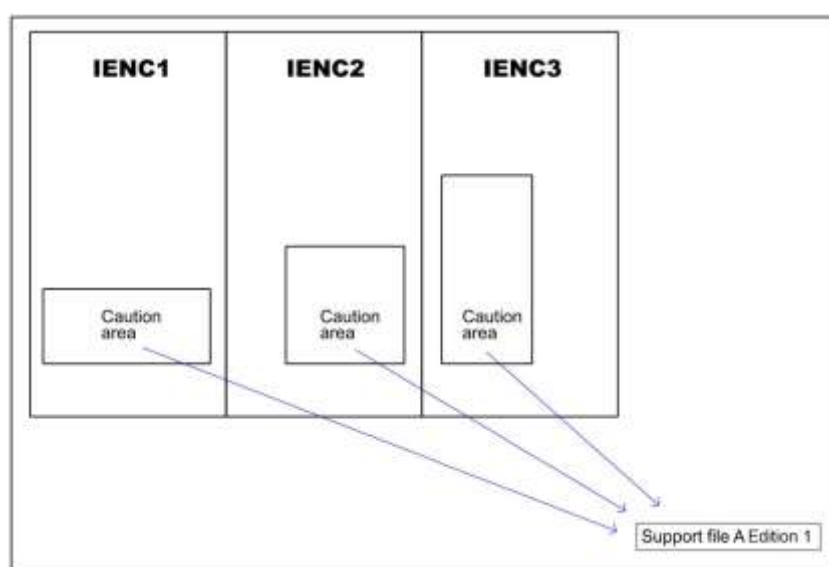 IENC1
IENC2
IENC3
Caution
area
Caution
area
Caution
area
Support file A Edition 1